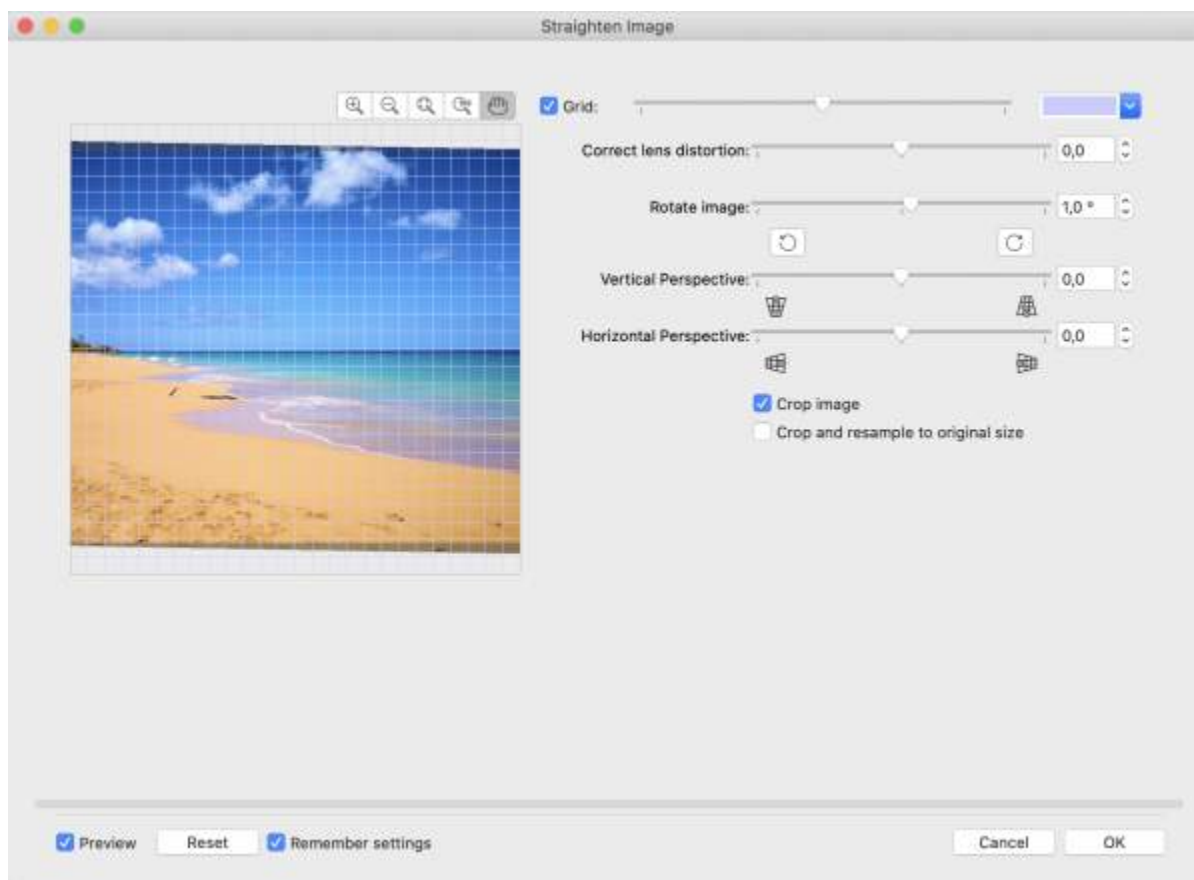 Straighten Image
Grid:
Correct lens distortion: 0,0
Rotate image: 1,0 °
Vertical Perspective: 0,0
Horizontal Perspective: 0,0
Crop image
Crop and resample to original size
Preview Reset Remember settings Cancel OK